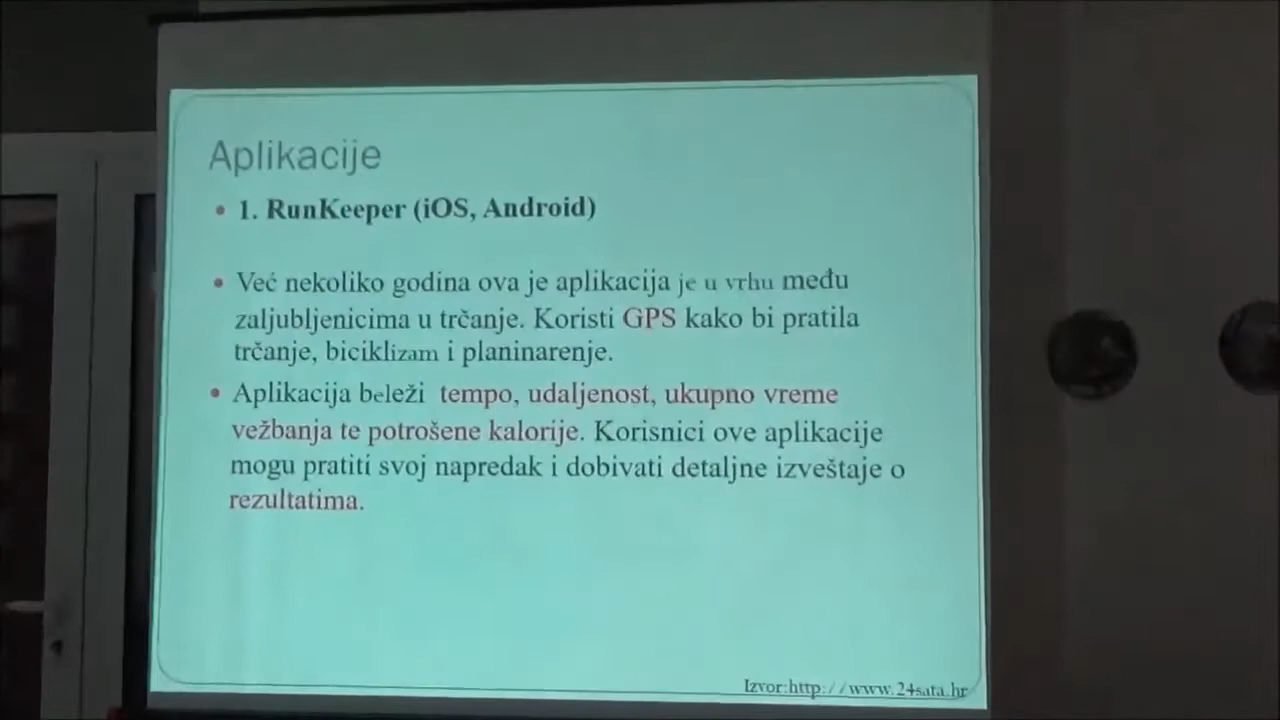 Aplikacije
• 1. RunKeeper (iOS, Android)
• Već nekoliko godina ova je aplikacija je u vrhu među
zaljubljenicima u trčanje. Koristi GPS kako bi pratila
trčanje, biciklizam i planinarenje.
• Aplikacija beleži tempo, udaljenost, ukupno vreme
vežbanja te potrošene kalorije. Korisnici ove aplikacije
mogu pratiti svoj napredak i dobivati detaljne izveštaje o
rezultatima.
Izvor:http://www.24sata.hr